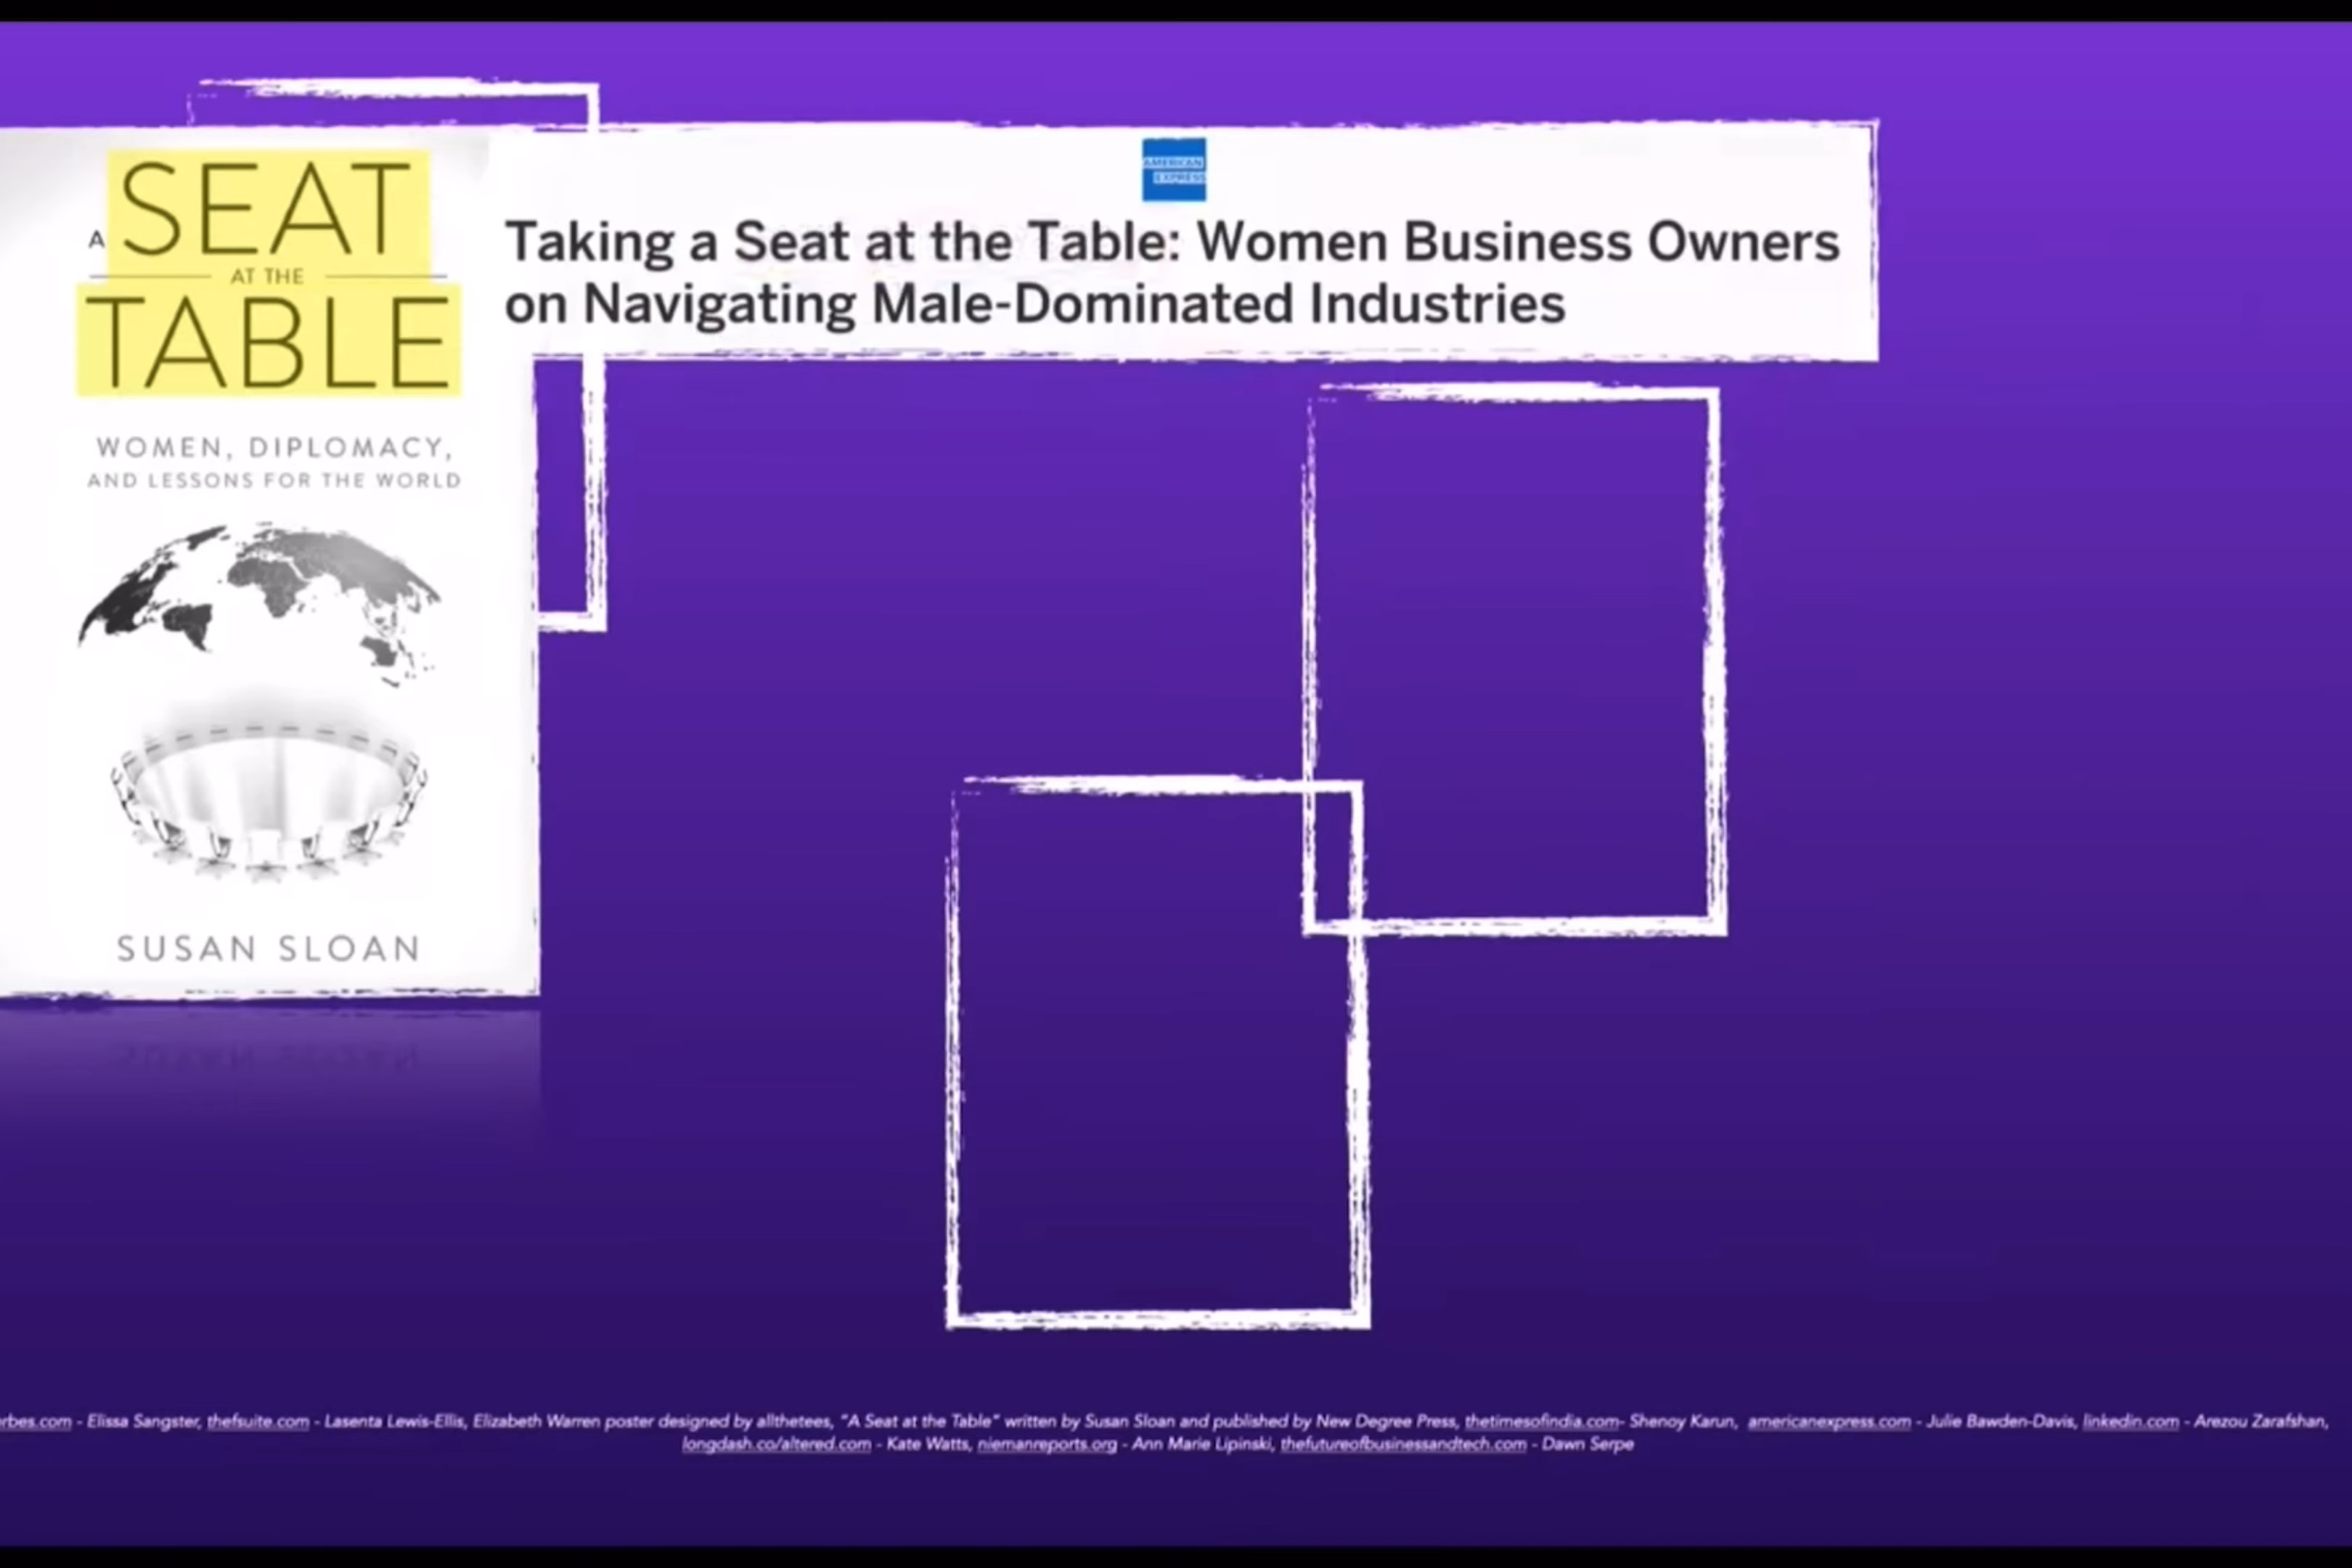 A SEAT
AT THE
TABLE
WOMEN, DIPLOMACY,
AND LESSONS FOR THE WORLD
SUSAN SLOAN
AMERICAN
EXPRESS
Taking a Seat at the Table: Women Business Owners
on Navigating Male-Dominated Industries
rbes.com - Elissa Sangster, thefsuite.com - Lasenta Lewis-Ellis, Elizabeth Warren poster designed by allthetees, "A Seat at the Table" written by Susan Sloan and published by New Degree Press, thetimesofindia.com- Shenoy Karun, americanexpress.com - Julie Bawden-Davis, linkedin.com - Arezou Zarafshan,
longdash.co/altered.com - Kate Watts, niemanreports.org - Ann Marie Lipinski, thefutureofbusinessandtech.com - Dawn Serpe